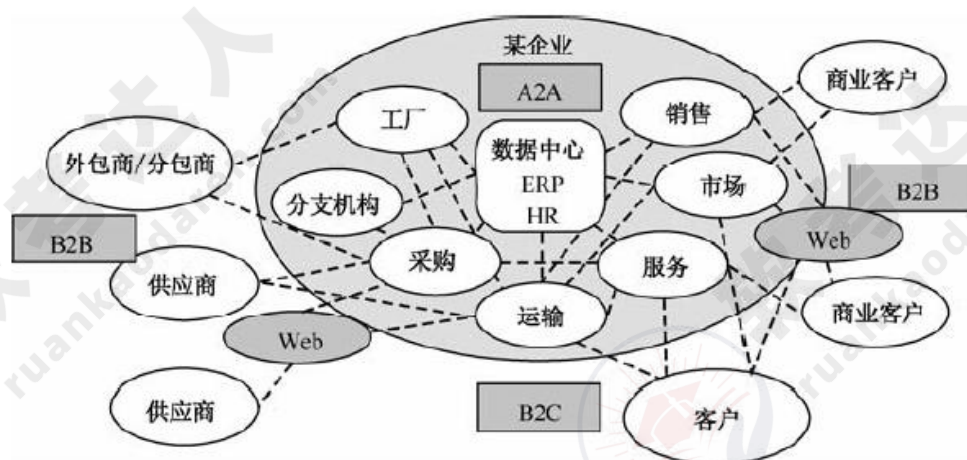 某企业
A2A
商业客户
工厂
销售
外包商/分包商
数据中心
ERP
HR
分支机构
市场
B2B
B2B
采购
服务
Web
供应商
运输
商业客户
Web
供应商
B2C
客户
ruankaodaren.com